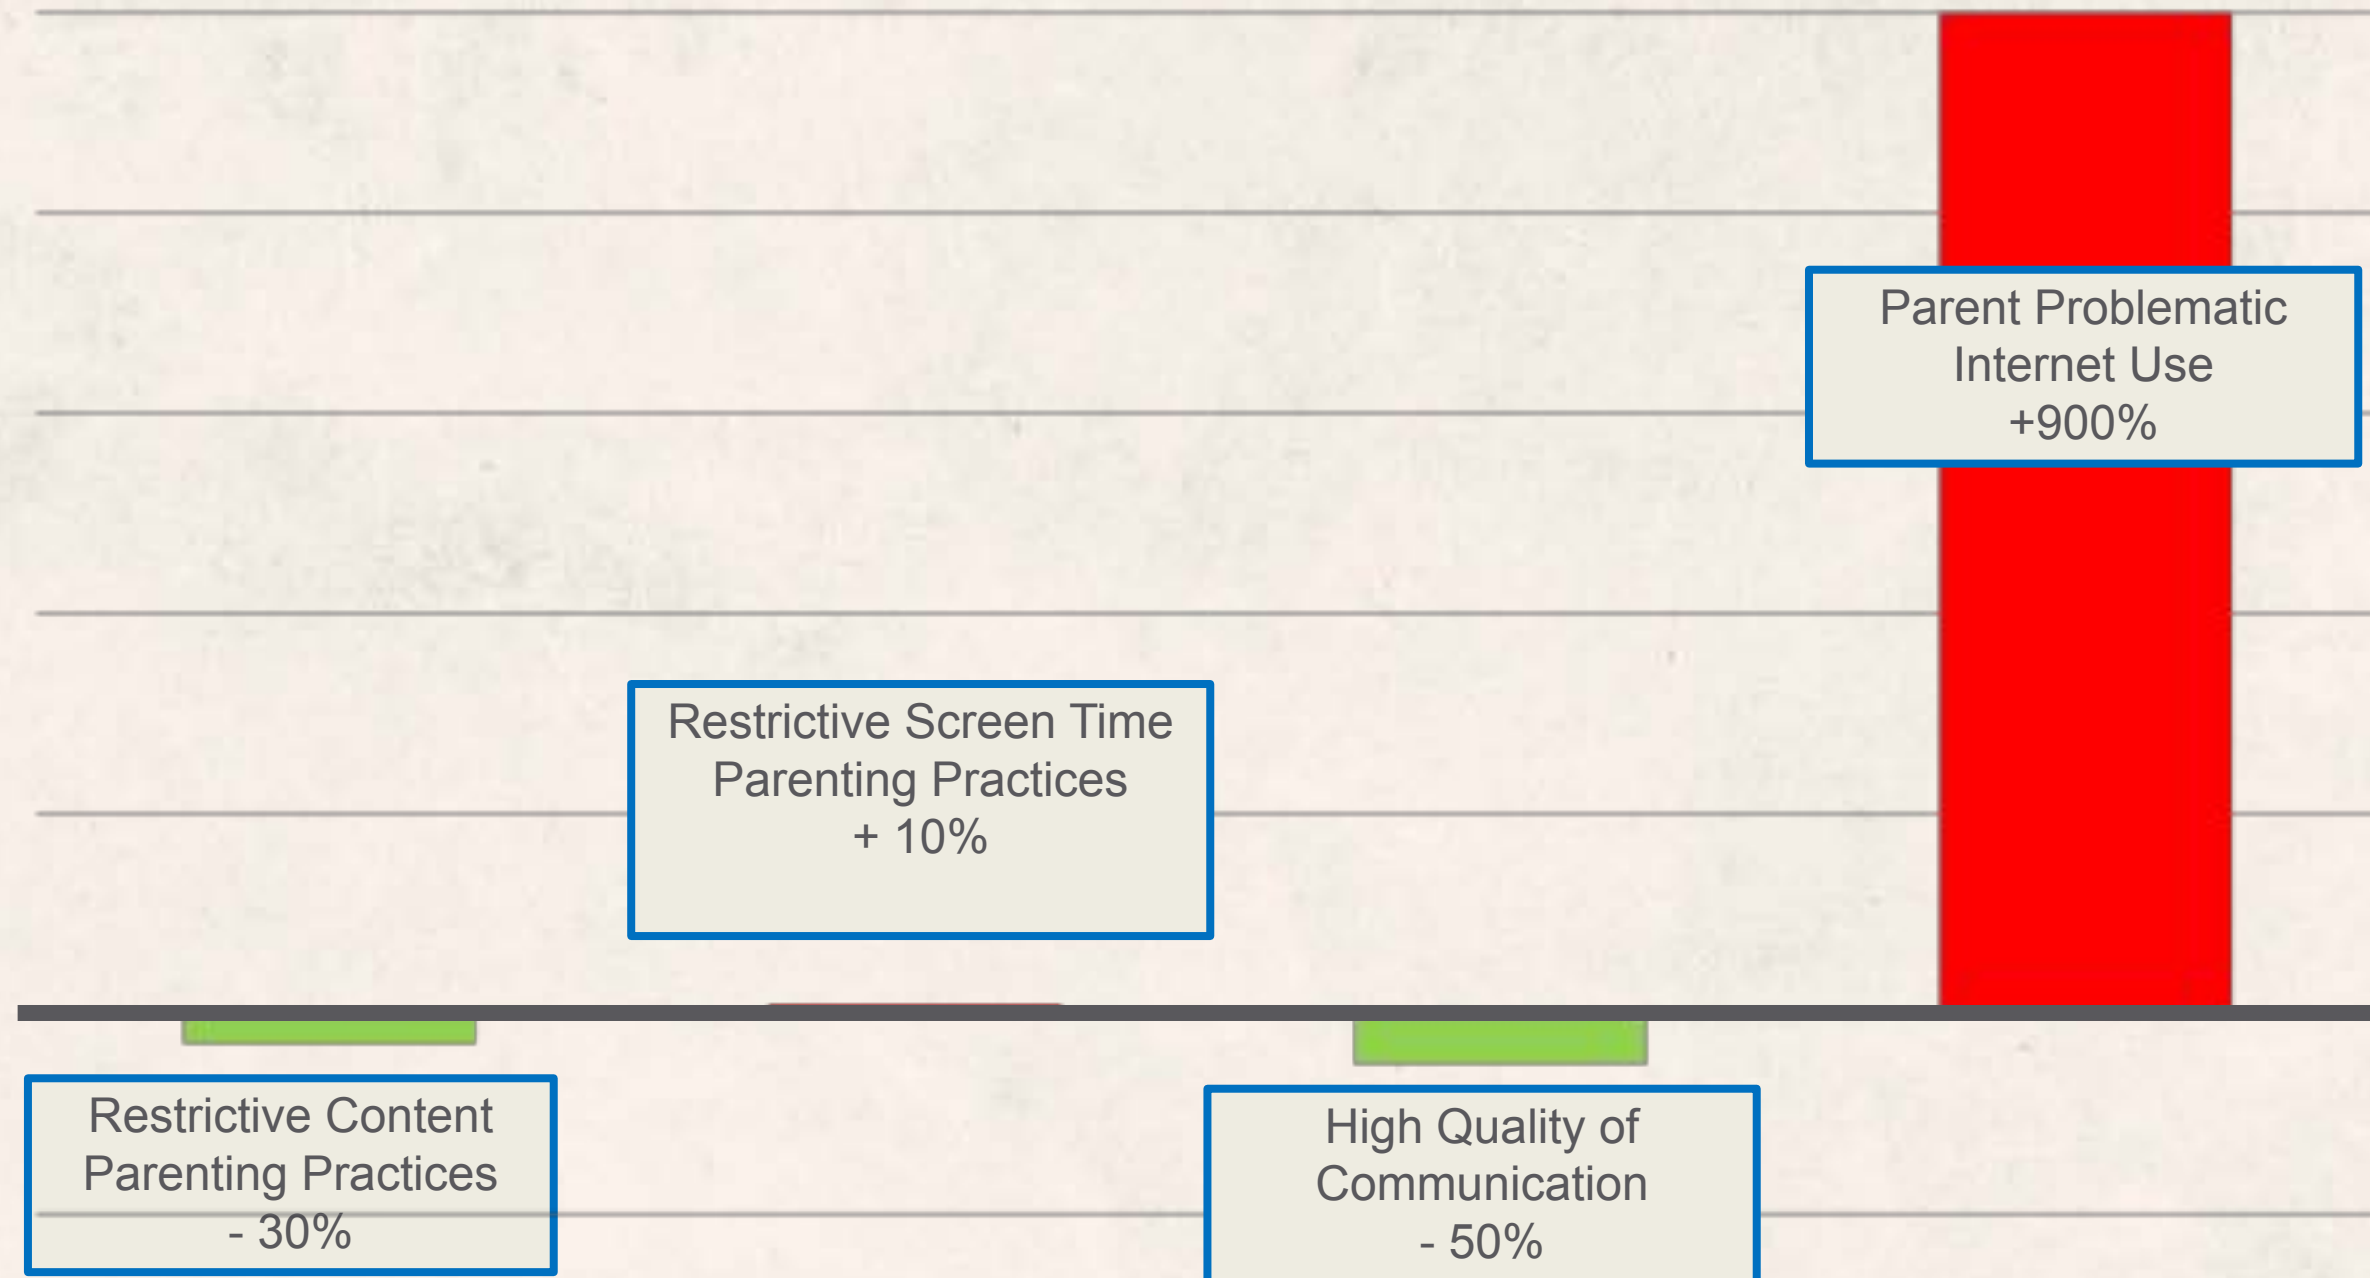 Parent Problematic
Internet Use
+900%
Restrictive Screen Time
Parenting Practices
+ 10%
Restrictive Content
Parenting Practices
- 30%
High Quality of
Communication
- 50%